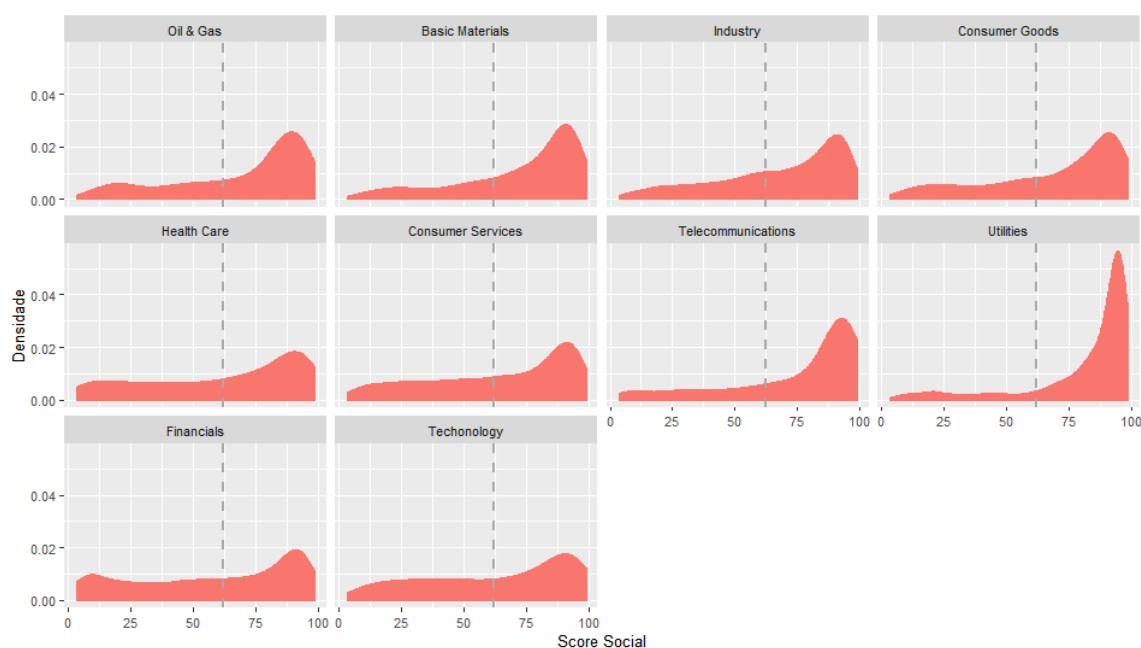 Oil & Gas
Basic Materials
Industry
Consumer Goods
0.04
0.02
0.00
Health Care
Consumer Services
Telecommunications
Utilities
Densidade
0.04
0.02
0.00
0 25 50 75 100
0 25 50 75 100
Financials
Techonology
0.04
0.02
0.00
0 25 50 75 100
0 25 50 75 100
Score Social